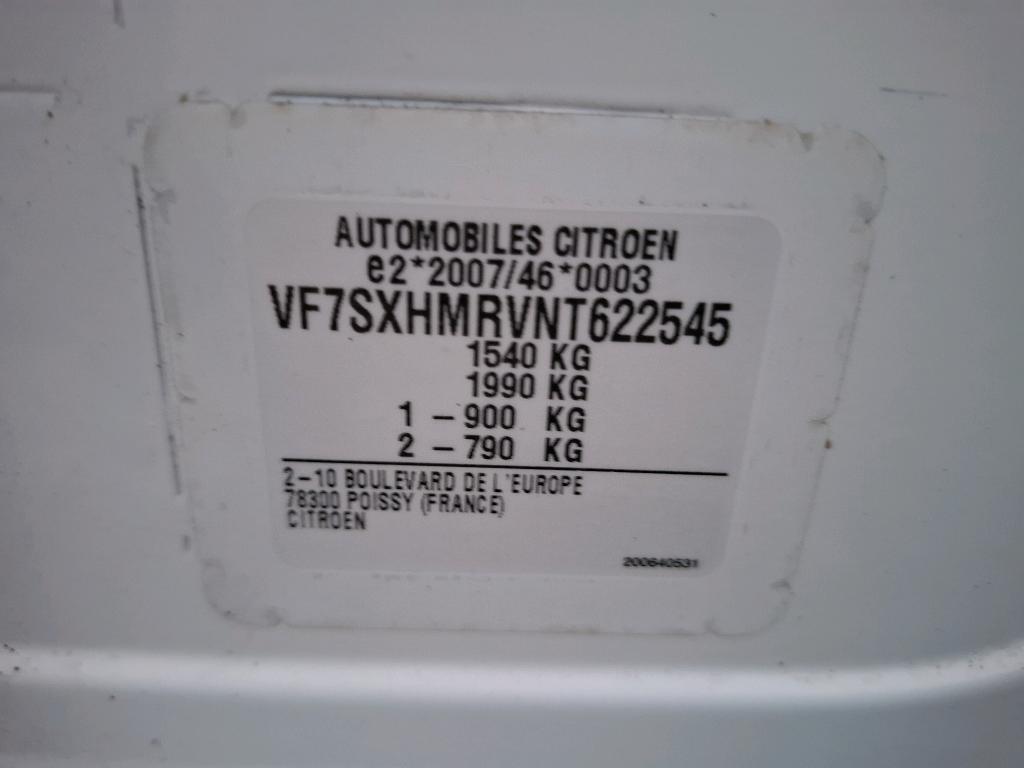 AUTOMOBILES CITROEN
e2*2007/46*0003
VF7SXHMRVNT622545
1540 KG
1990 KG
1 -900 KG
2 -790 KG
2-10 BOULEVARD DE L'EUROPE
78300 POISSY (FRANCE)
CITROEN
200640531